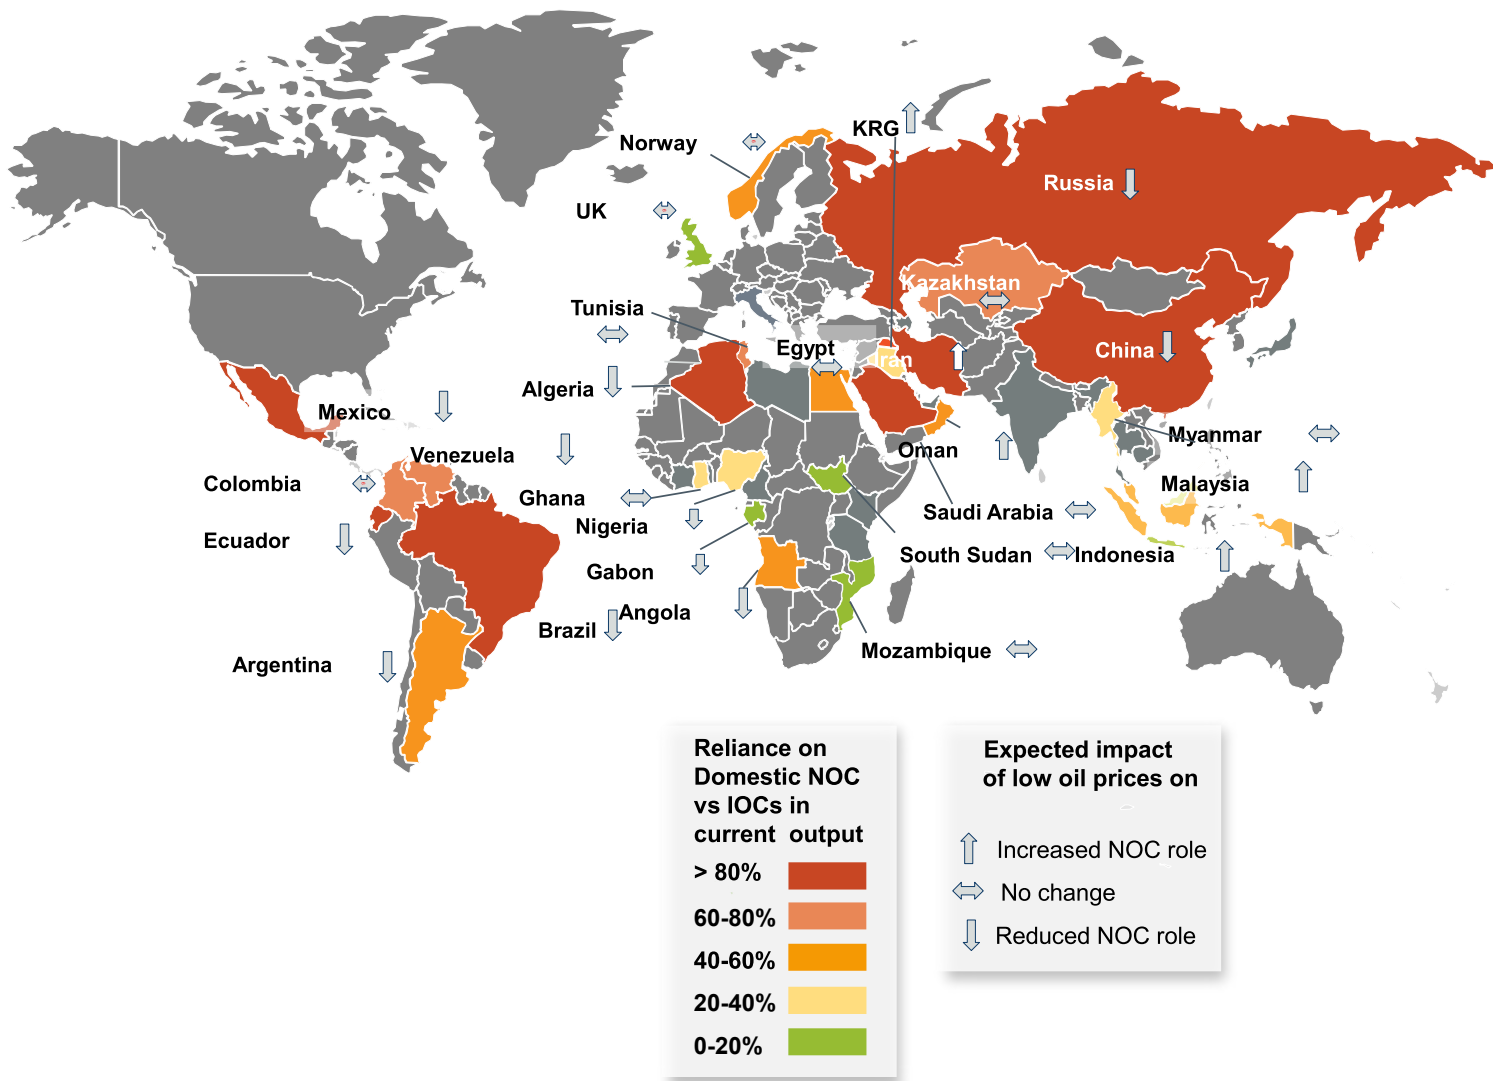 KRG
Norway
Russia
UK
Kazakhstan
Tunisia
Egypt
China
Iran
Algeria
Mexico
Myanmar
Oman
Venezuela
Colombia
Malaysia
Ghana
Saudi Arabia
Nigeria
Ecuador
South Sudan
Indonesia
Gabon
Angola
Brazil
Mozambique
Argentina
Reliance on
Domestic NOC
vs IOCs in
current output
> 80%
60-80%
40-60%
20-40%
0-20%
Expected impact
of low oil prices on
Increased NOC role
No change
Reduced NOC role